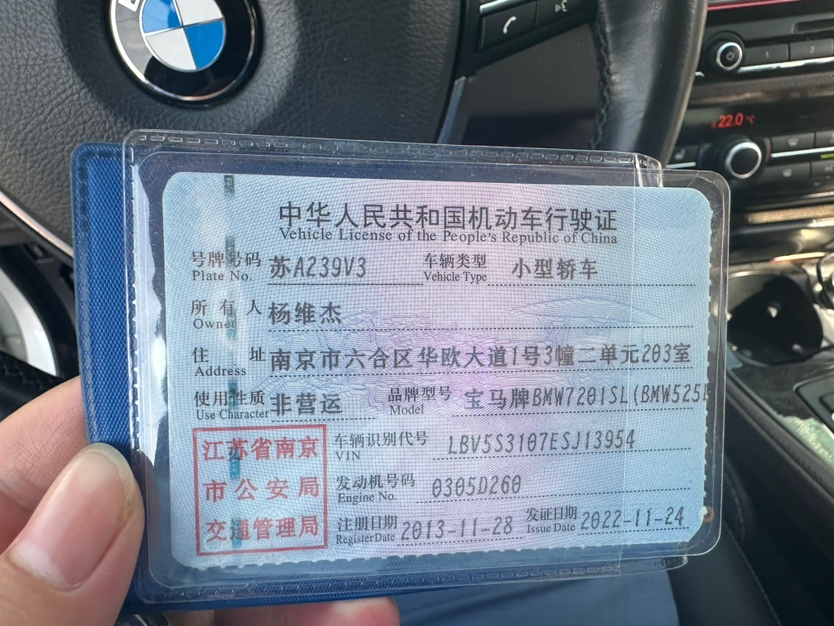 22.0 °C
1
2
中华人民共和国机动车行驶证
Vehicle License of the People's Republic of China
号牌号码 苏A239V3 车辆类型 小型轿车
Plate No. Vehicle Type
所有人 杨维杰
Owner
住址 南京市六合区华欧大道1号3幢二单元203室
Address
使用性质 非营运 品牌型号 宝马牌BMW7201SL(BMW525l
Use Character Model
江苏省南京
市公安局
交通管理局
车辆识别代号 LBV5S3107ESJ13954
VIN
发动机号码 0305D260
Engine No.
注册日期 2013-11-28 发证日期 2022-11-24
Register Date Issue Date